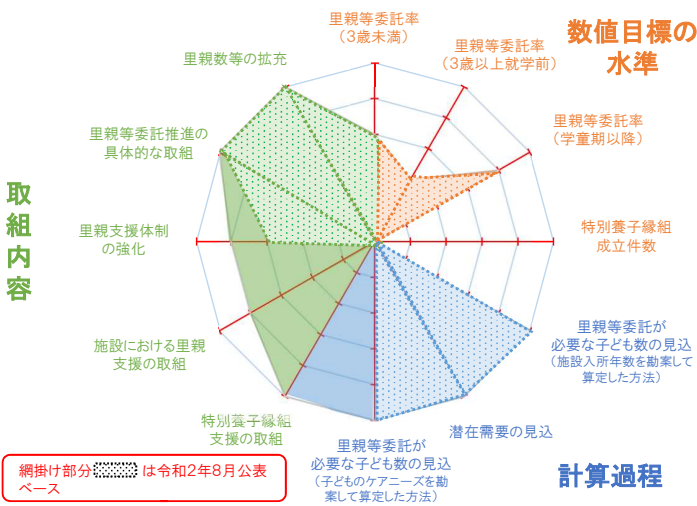 里親等委託率
（3歳未満）
数値目標の
水準
里親等委託率
（3歳以上就学前）
里親数等の拡充
里親等委託率
（学童期以降）
里親等委託推進の
具体的な取組
取組内容
里親支援体制
の強化
特別養子縁組
成立件数
里親等委託が
必要な子ども数の見込
（施設入所年数を勘案して
算定した方法）
施設における里親
支援の取組
特別養子縁組
支援の取組
潜在需要の見込
里親等委託が
必要な子ども数の見込
（子どものケアニーズを勘
案して算定した方法）
計算過程
網掛け部分 は令和2年8月公表
ベース